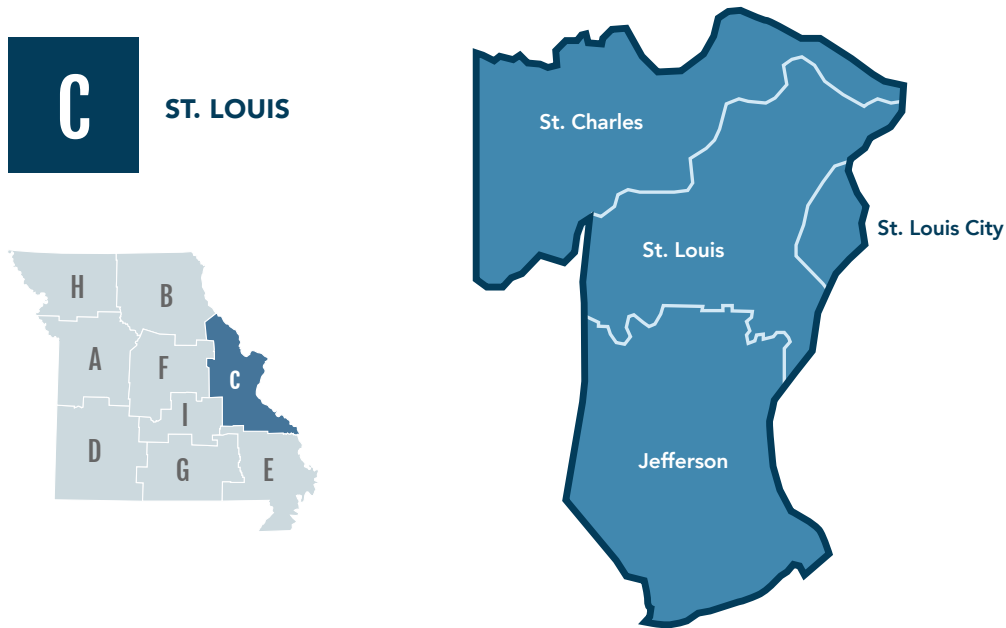 C
ST. LOUIS
H
B
A
F
C
I
D
G
E
St. Charles
St. Louis City
St. Louis
Jefferson